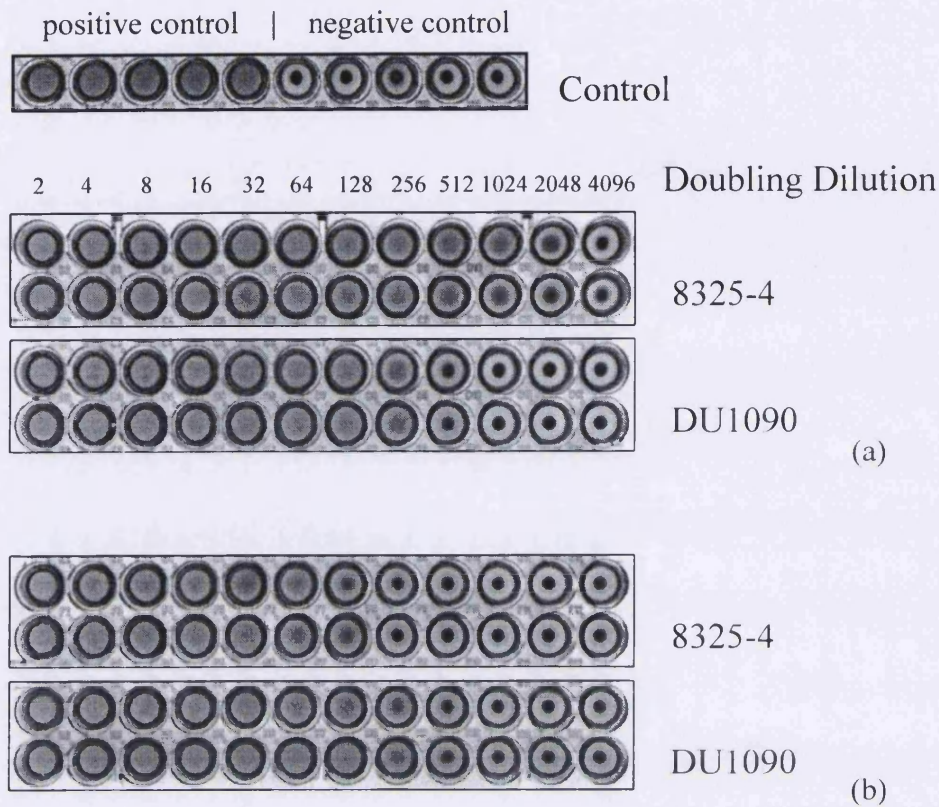 positive control | negative control
Control
2 4 8 16 32 64 128 256 512 1024 2048 4096 Doubling Dilution
8325-4
DU1090
(a)
8325-4
DU1090
(b)